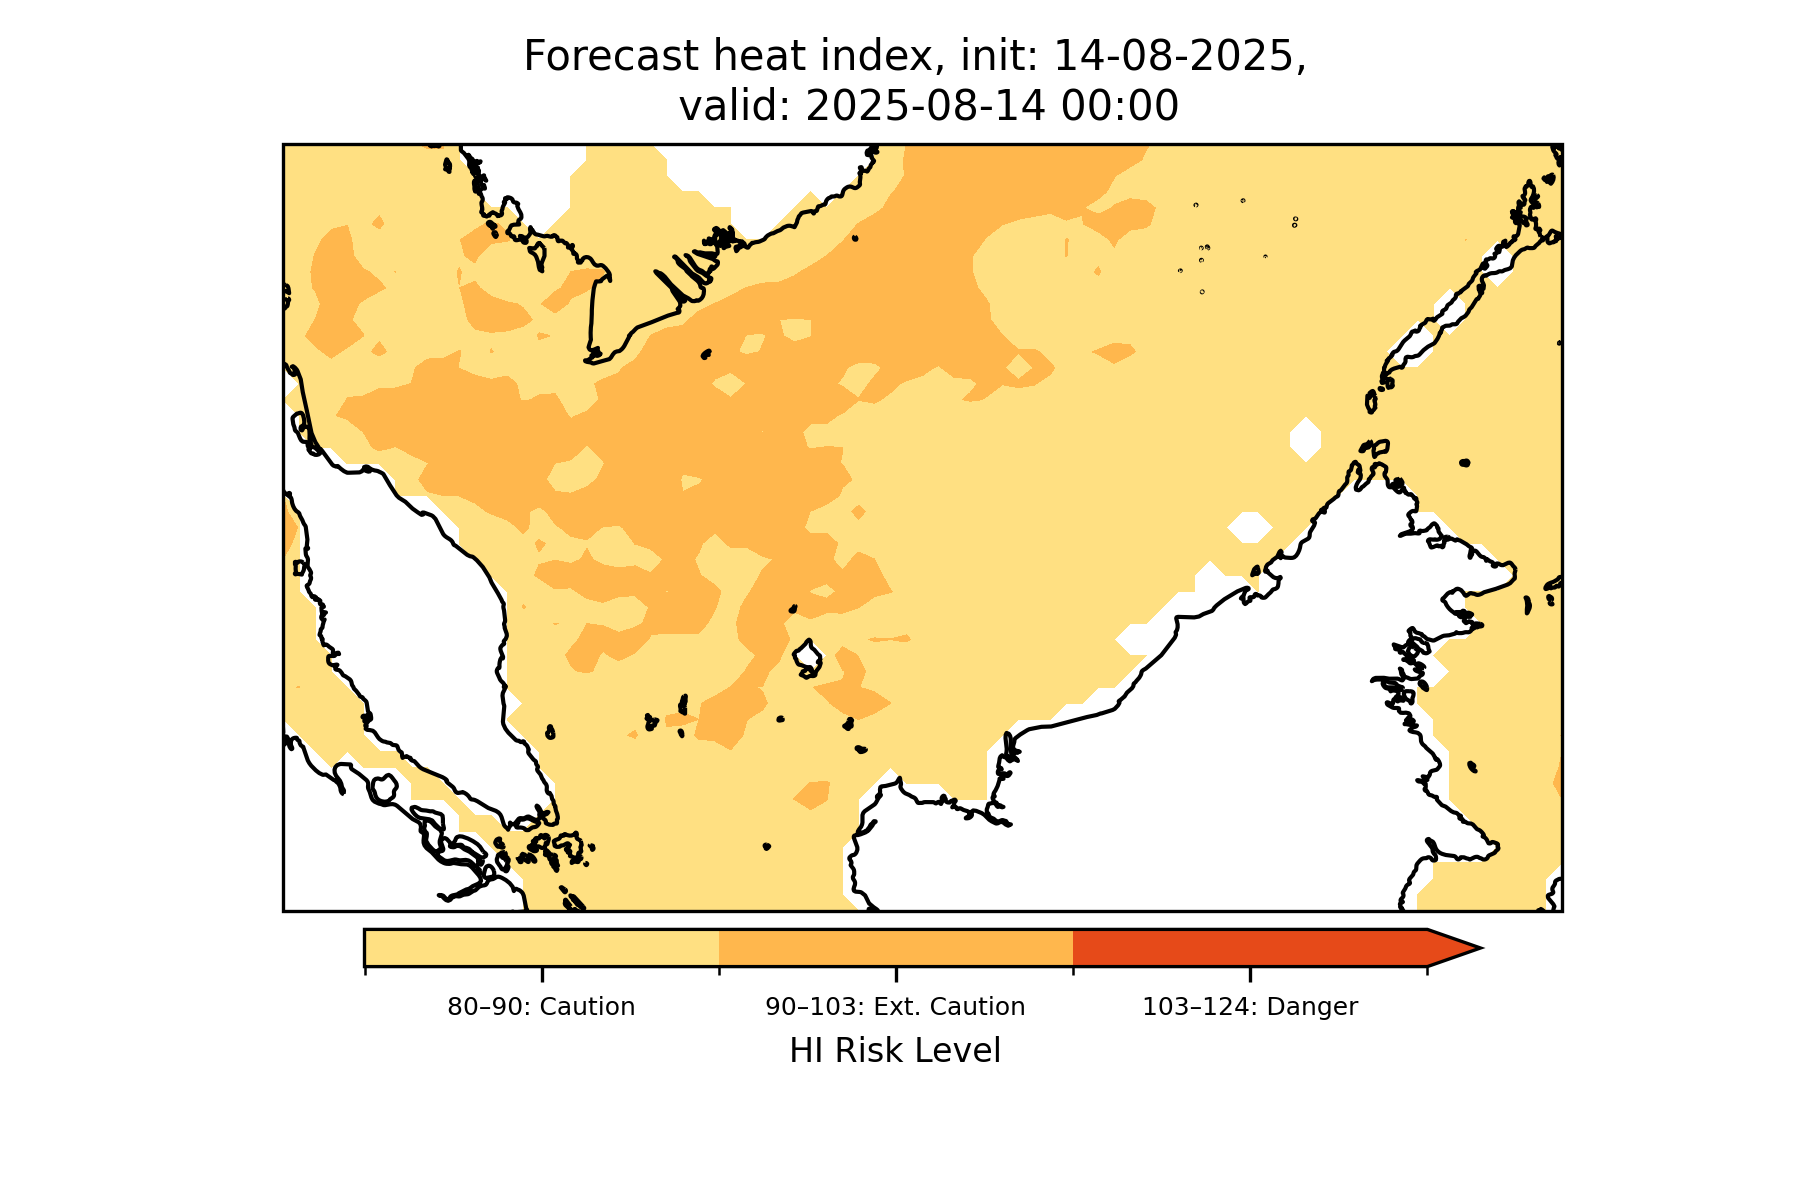 Forecast heat index, init: 14-08-2025,
valid: 2025-08-14 00:00
80–90: Caution
90–103: Ext. Caution
103–124: Danger
HI Risk Level